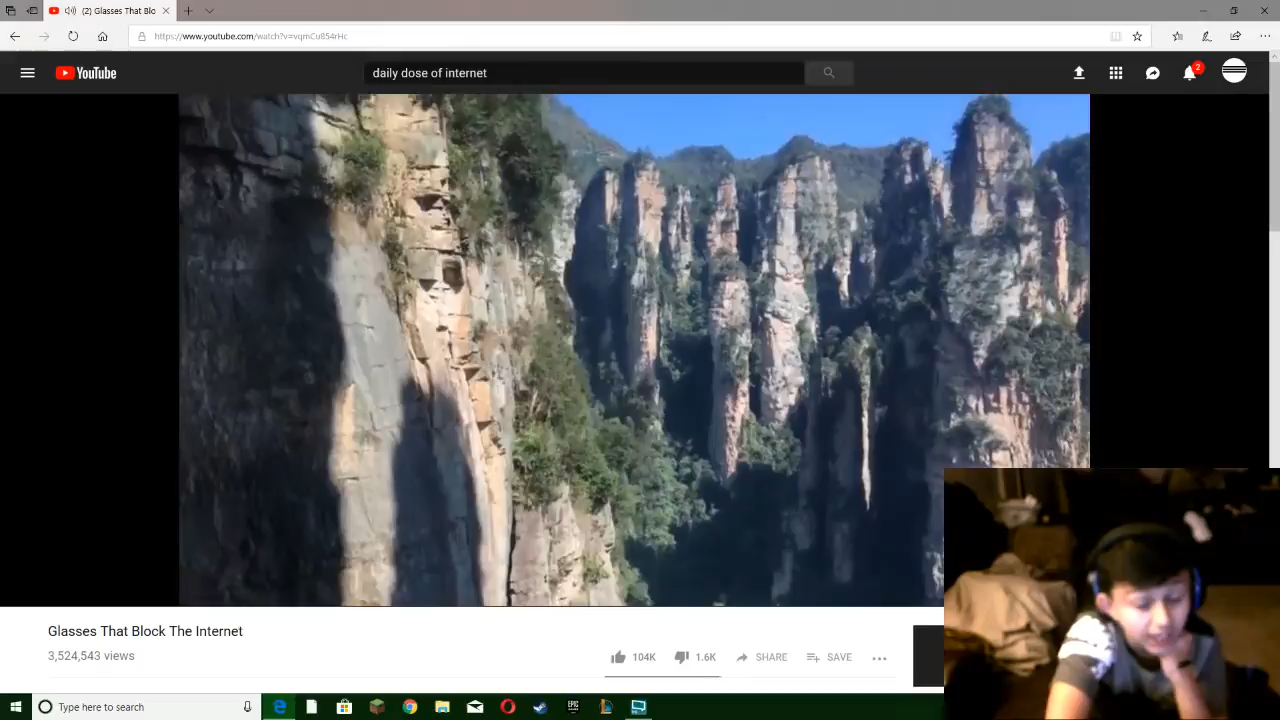 (2) Glasses That Blo
https://www.youtube.com/watch?v=vqmCu854rHc
YouTube
daily dose of internet
2
Glasses That Block The Internet
3,524,543 views
104K
1.6K
SHARE
SAVE
Type here to search
EPIC